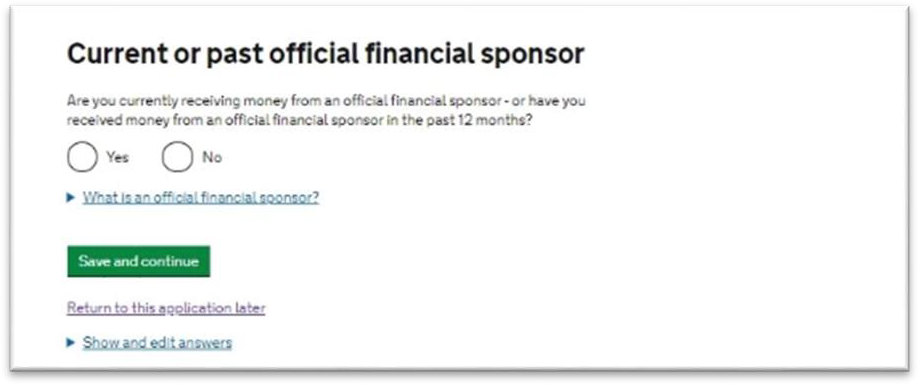 Current or past official financial sponsor
Are you currently receiving money from an official financial sponsor - or have you
received money from an official financial sponsor in the past 12 months?
Yes No
What is an official financial sponsor?
Save and continue
Return to this application later
Show and edit answers